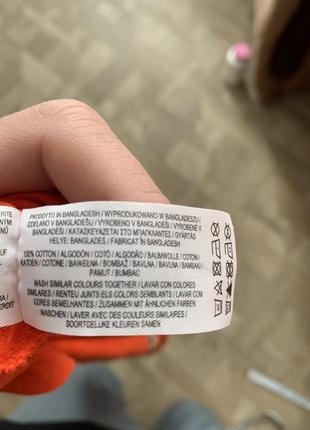 PRODOTTO IN BANGLADESH / WYPRODUKOWANO W BANGLADESZU /
IZDELANO V BANGLADEŠU / VYROBENÉ V
BANGLADÉŠI / ΚΑΤΑΣΚΕΥΑΖΕΤΑΙ ΣΤΟ ΜΠΑΓΚΛΑΝΤΕΣ / GYÁRTÁS
HELYE: BANGLADES / FABRICAT ÎN BANGLADESH
100% COTTON / ALGODÓN / COTÓ / ALGODÃO / BAUMWOLLE / COTON /
KATOEN / COTONE / BAWEŁNA / BOMBAŽ / BAVLNA / BAVLNA / ΒΑΜΒΑΚΙ /
PAMUT / BUMBAC
WASH SIMILAR COLOURS TOGETHER / LAVAR CON COLORES
SIMILARES / RENTEU JUNTS ELS COLORS SEMBLANTS / LAVAR COM
CORES SEMELHANTES / ZUSAMMEN MIT ÄHNLICHEN FARBEN
WASCHEN / LAVER AVEC DES COULEURS SIMILAIRES /
SOORTGELIJKE KLEUREN SAMEN